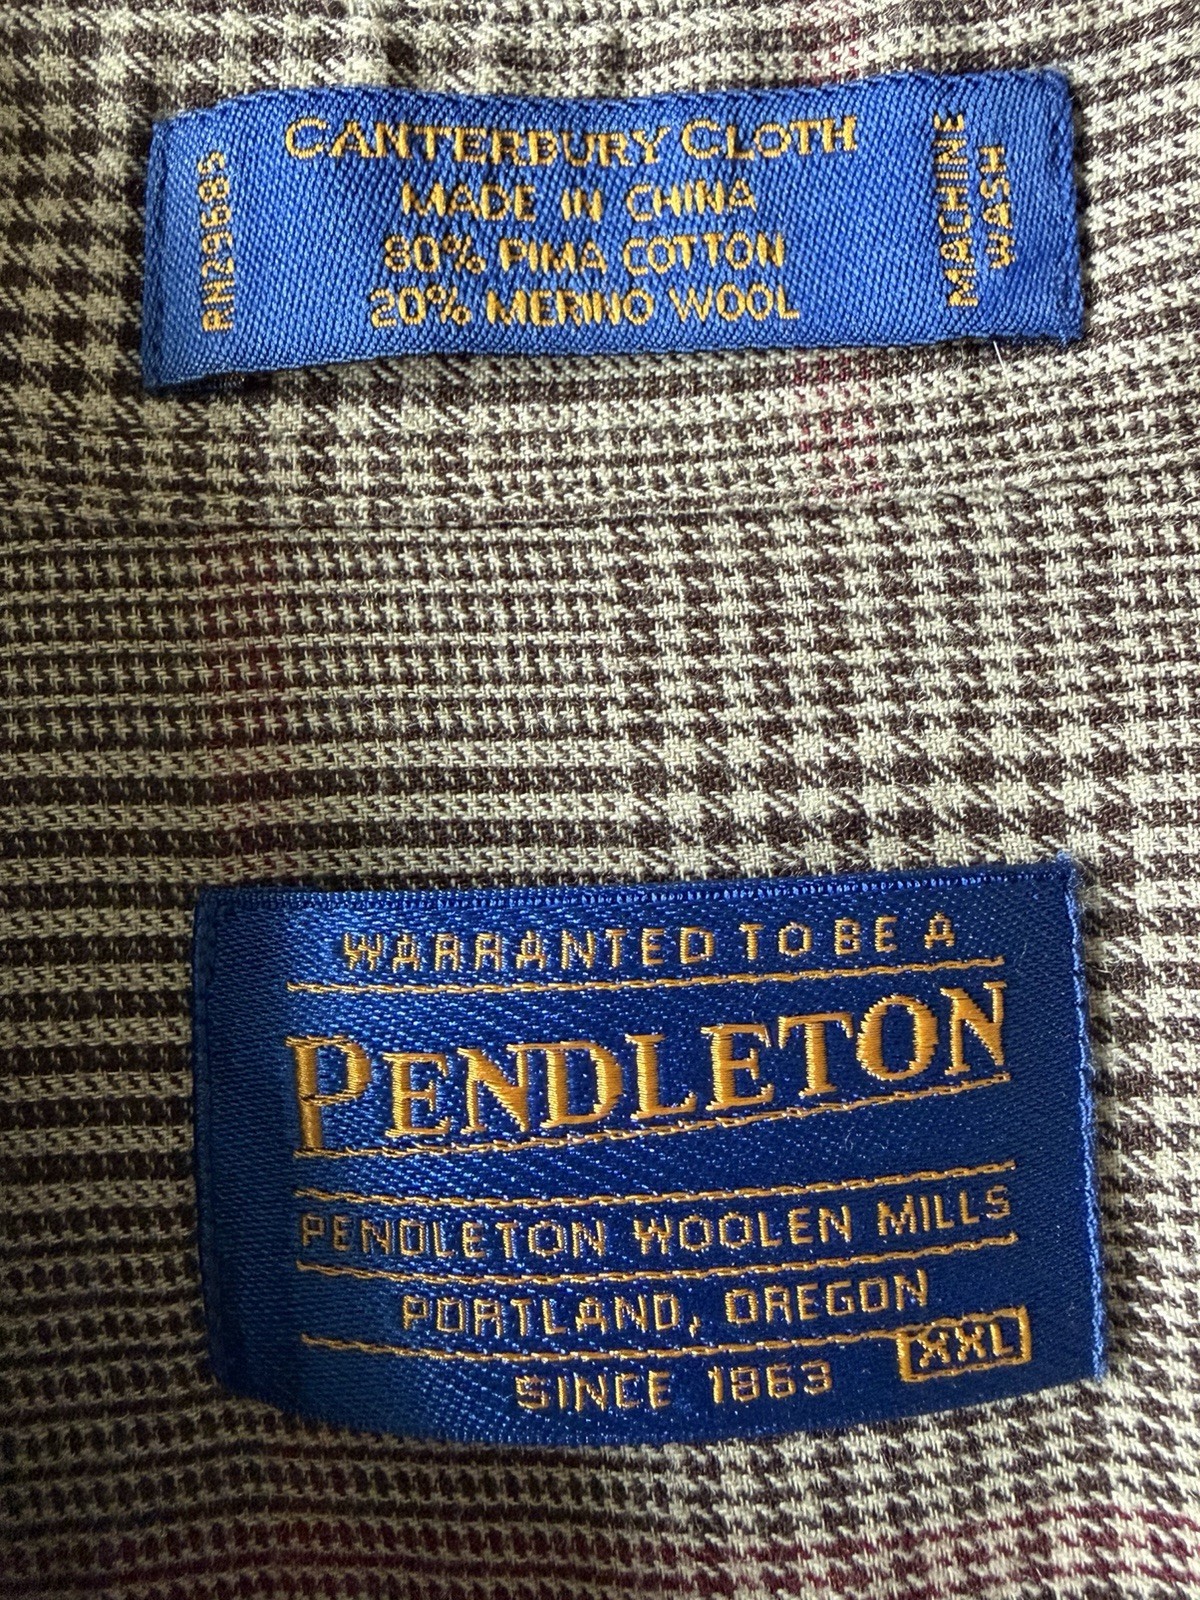 RN29685
CANTERBURY CLOTH
MADE IN CHINA
80% PIMA COTTON
20% MERINO WOOL
MACHINE
WASH
WARRANTED TO BE A
PENDLETON
PENDLETON WOOLEN MILLS
PORTLAND, OREGON
XXL
SINCE 1863